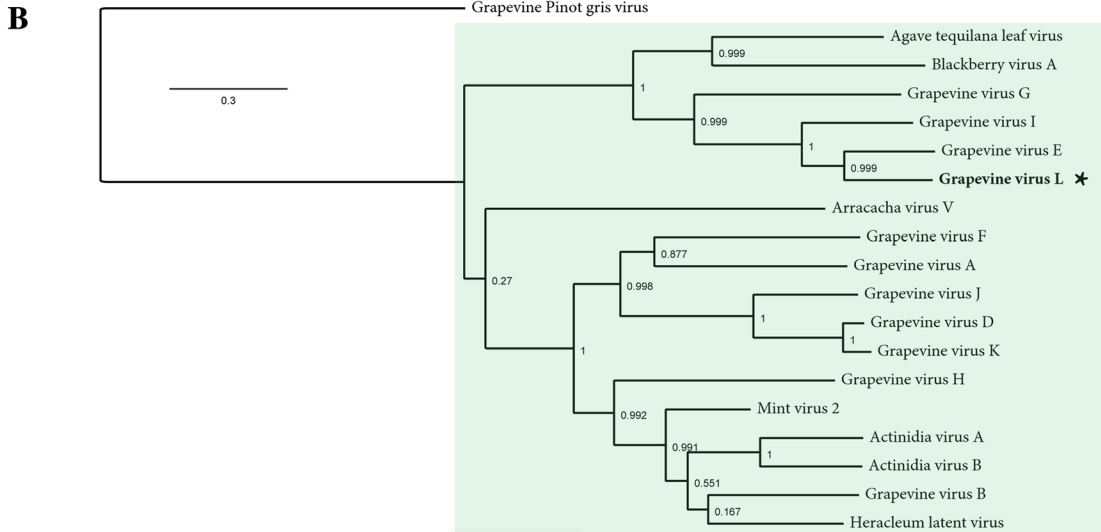 B
Grapevine Pinot gris virus
0.3
Agave tequilana leaf virus
0.999
Blackberry virus A
1
Grapevine virus G
0.999
Grapevine virus I
1
Grapevine virus E
0.999
Grapevine virus L *
Arracacha virus V
0.27
Grapevine virus F
0.877
Grapevine virus A
0.998
Grapevine virus J
1
Grapevine virus D
1
Grapevine virus K
1
Grapevine virus H
0.992
Mint virus 2
0.991
Actinidia virus A
1
Actinidia virus B
0.551
Grapevine virus B
0.167
Heracleum latent virus